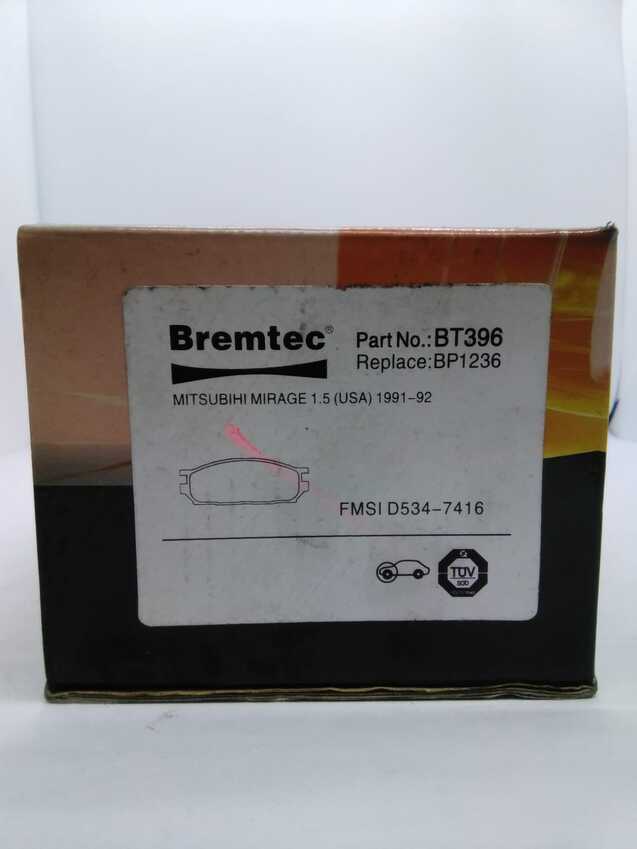 Bremtec®
Part No.:BT396
Replace:BP1236
MITSUBIHI MIRAGE 1.5 (USA) 1991-92
FMSI D534-7416
TÜV